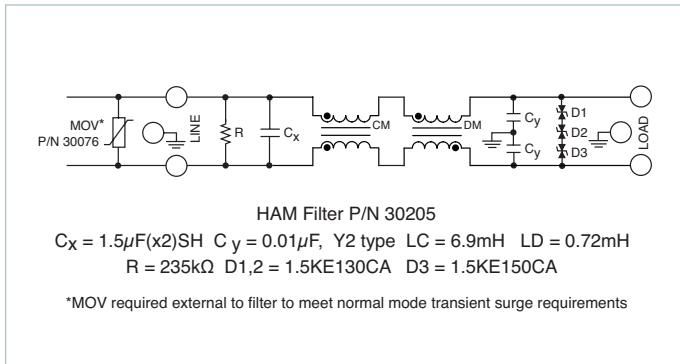 MOV*
P/N 30076
LINE
R
Cx
CM
DM
Cy
Cy
D1
D2
D3
LOAD
HAM Filter P/N 30205
Cx = 1.5µF(x2)SH C y = 0.01µF, Y2 type LC = 6.9mH LD = 0.72mH
R = 235kΩ D1,2 = 1.5KE130CA D3 = 1.5KE150CA
*MOV required external to filter to meet normal mode transient surge requirements